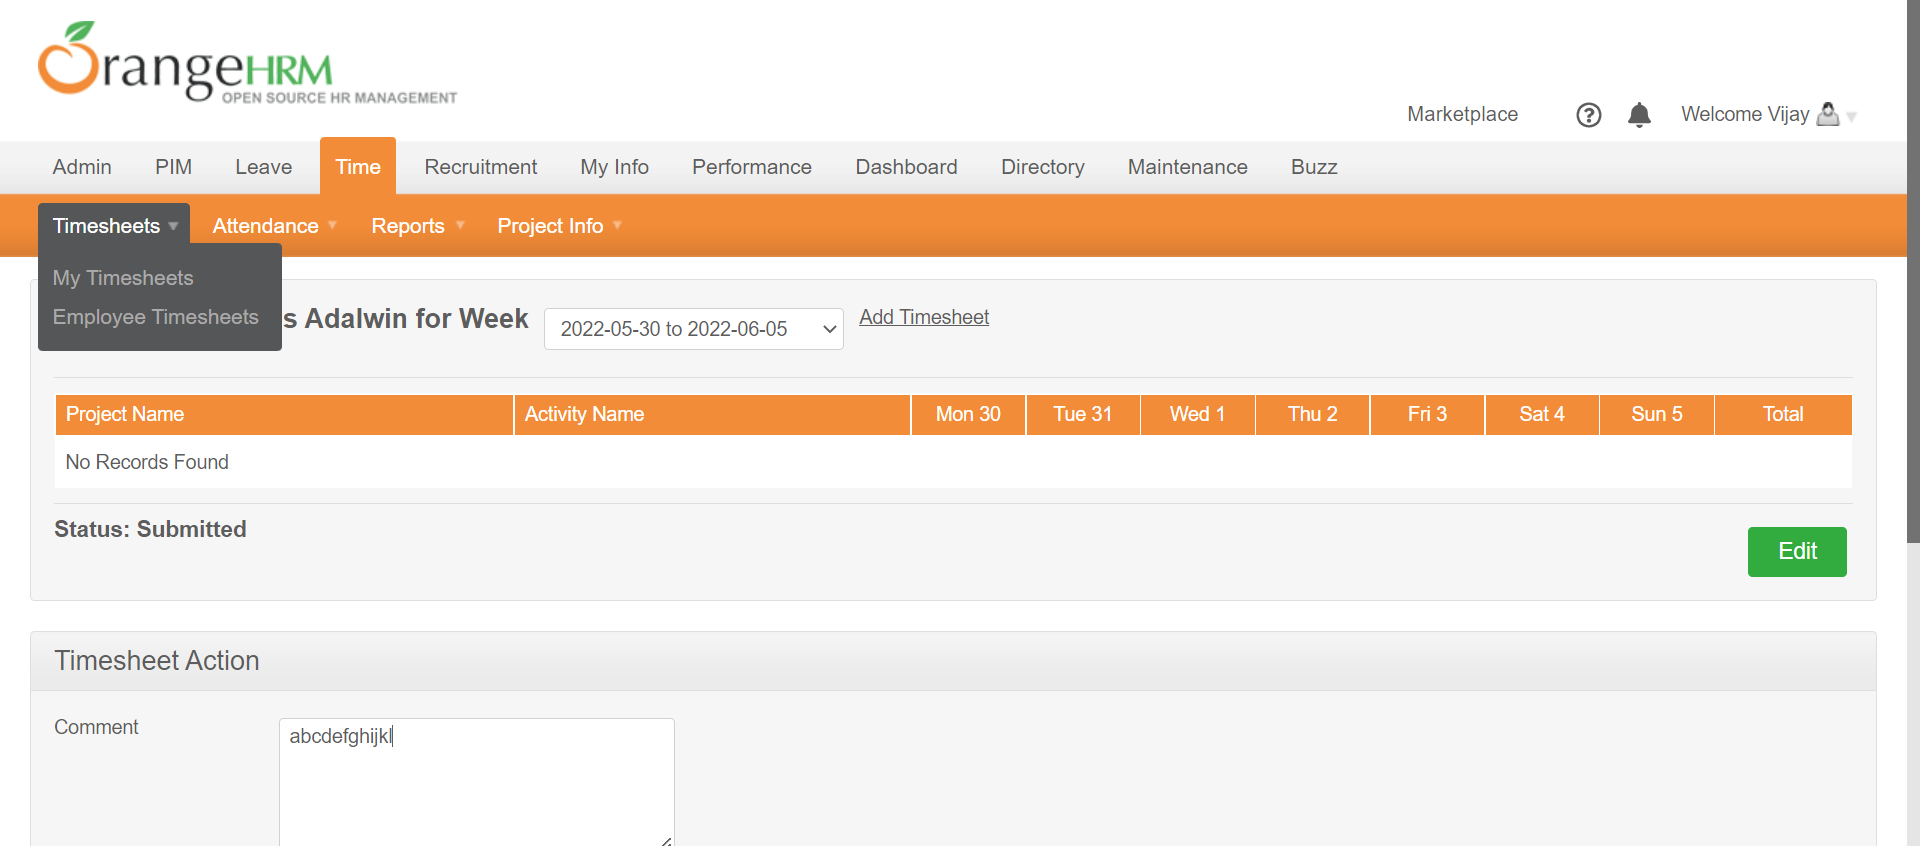 OrangeHRM
OPEN SOURCE HR MANAGEMENT
Marketplace ? Welcome Vijay
Admin PIM Leave Time Recruitment My Info Performance Dashboard Directory Maintenance Buzz
Timesheets Attendance Reports Project Info
My Timesheets
Employee Timesheets
s Adalwin for Week 2022-05-30 to 2022-06-05 Add Timesheet
Project Name Activity Name Mon 30 Tue 31 Wed 1 Thu 2 Fri 3 Sat 4 Sun 5 Total
No Records Found
Status: Submitted
Edit
Timesheet Action
Comment abcdefghijkl